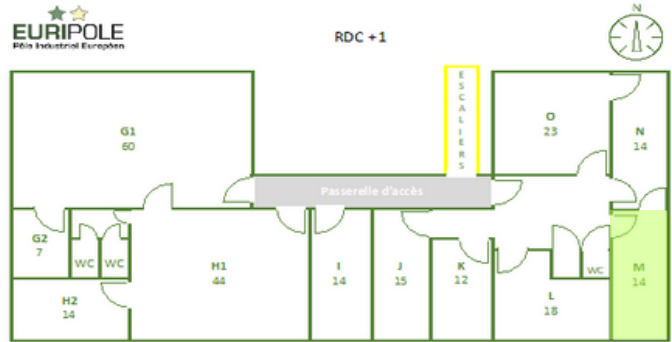 EURIPOLE
Pôle Industriel Européen
RDC +1
N
ESCALIERS
G1
60
O
23
N
14
Passerelle d'accès
G2
7
WC
WC
H1
44
I
14
J
15
K
12
WC
M
14
H2
14
L
18